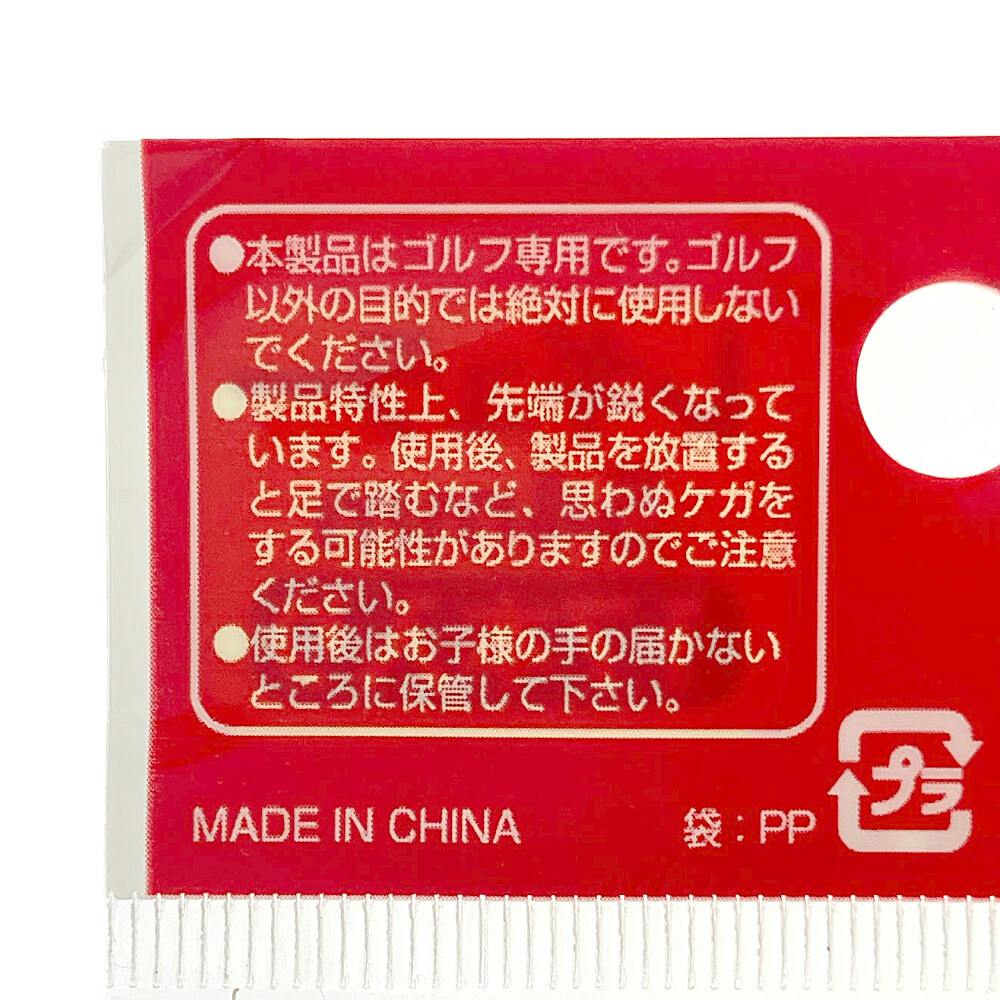 ●本製品はゴルフ専用です。ゴルフ
以外の目的では絶対に使用しない
でください。
●製品特性上、先端が鋭くなって
います。使用後、製品を放置する
と足で踏むなど、思わぬケガを
する可能性がありますのでご注意
ください。
●使用後はお子様の手の届かない
ところに保管して下さい。
MADE IN CHINA
袋：PP
プラ